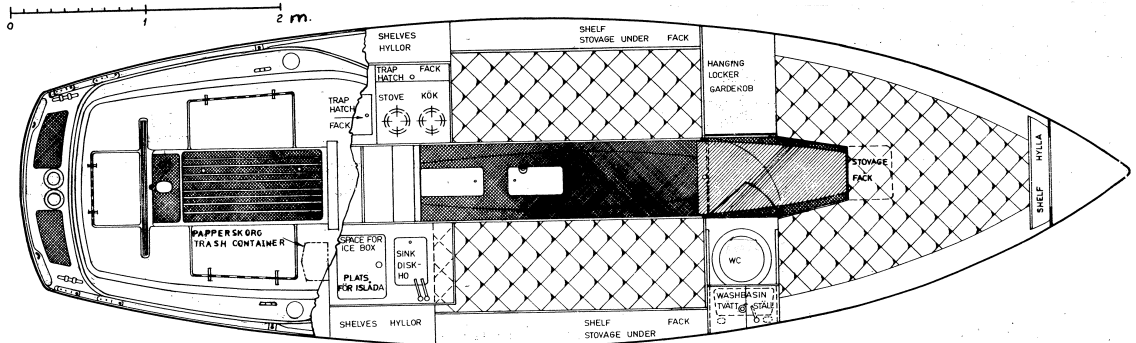 0 1 2 m.
SHELVES
HYLLOR
SHELF
STOVAGE UNDER FACK
TRAP FACK
HATCH
HANGING
LOCKER
GARDEROB
TRAP
HATCH
FACK
STOVE KÖK
STOVAGE
FACK
SHELF HYLLA
PAPPERSKORG
TRASH CONTAINER
SPACE FOR
ICE BOX
PLATS
FÖR ISLÅDA
SINK
DISK-
HO
WC
WASHBASIN
TVÄTT STÄLL
SHELVES HYLLOR
SHELF FACK
STOVAGE UNDER